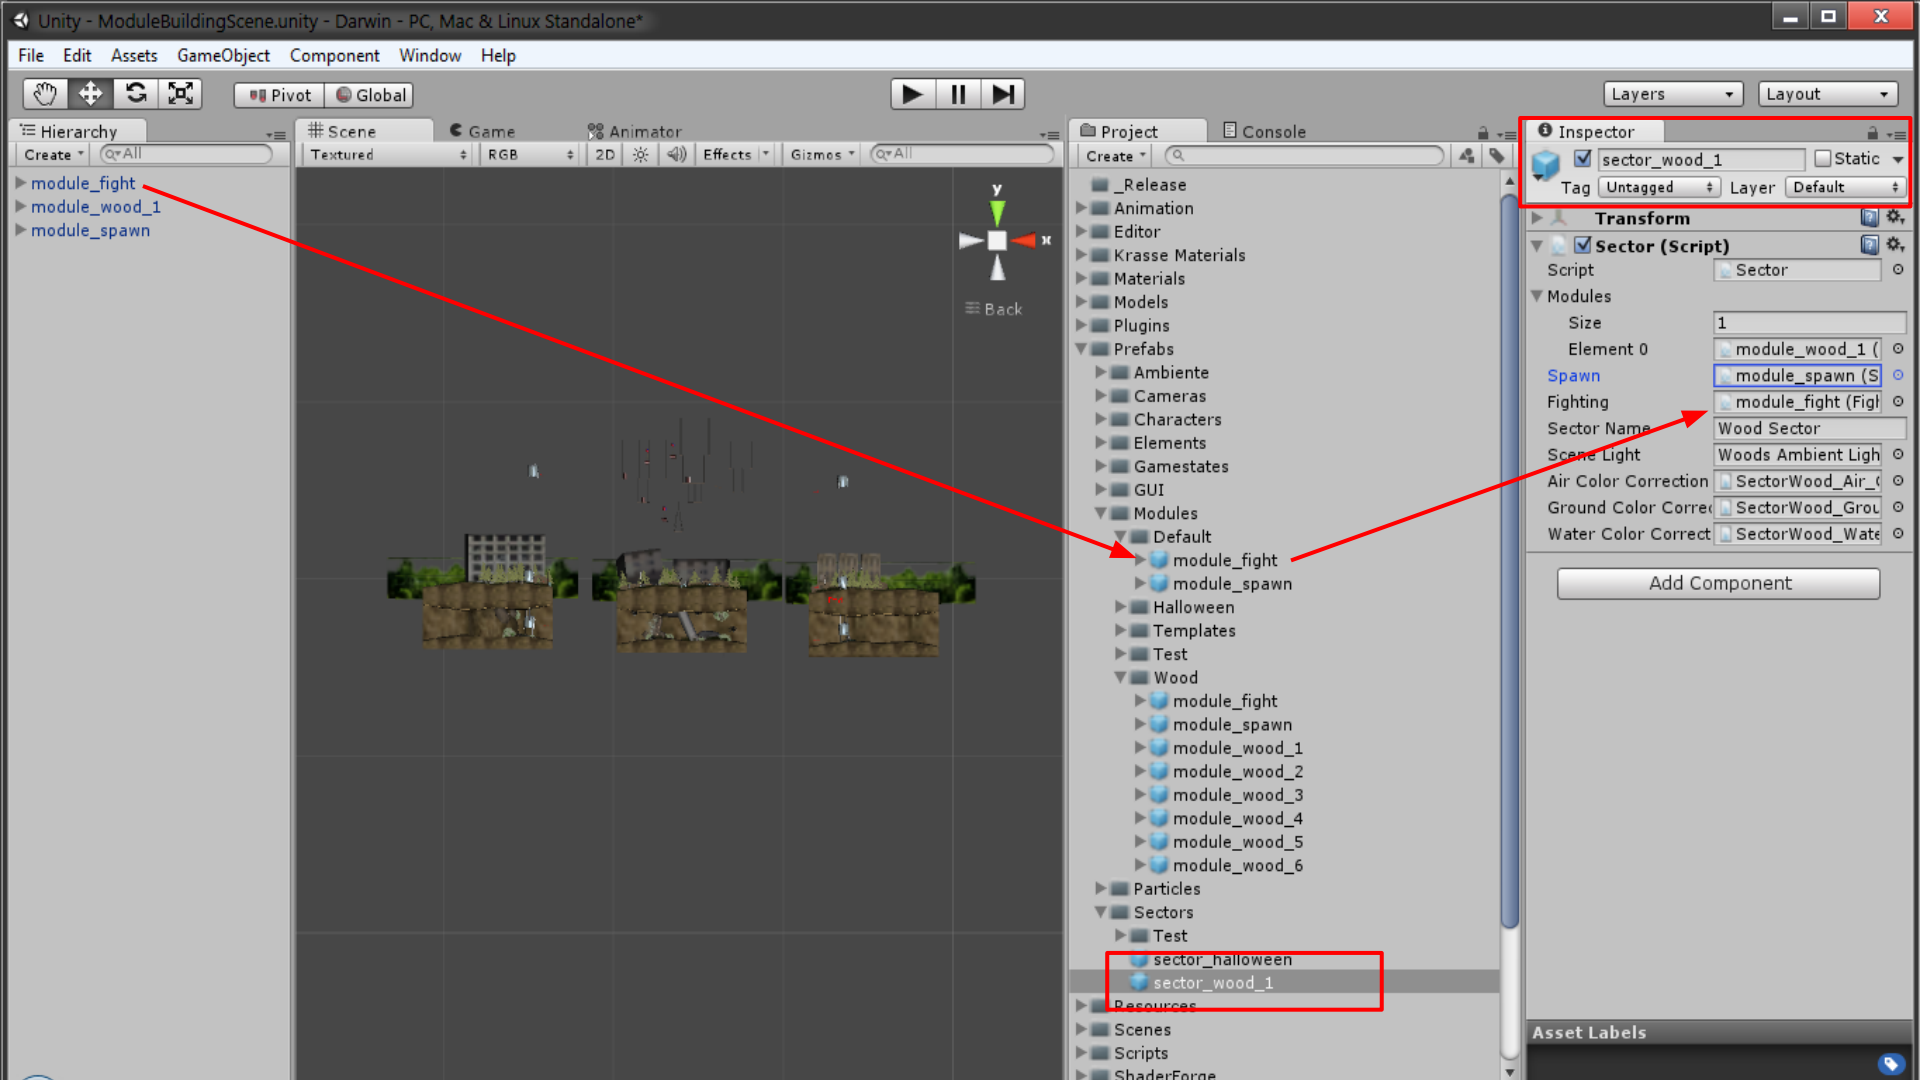 Unity - ModuleBuildingScene.unity - Darwin - PC, Mac & Linux Standalone*
File Edit Assets GameObject Component Window Help
Pivot Global
Layers Layout
Hierarchy
Create All
module_fight
module_wood_1
module_spawn
Scene Game Animator
Textured RGB 2D Effects Gizmos All
y
x
Back
Project Console
Create
_Release
Animation
Editor
Krasse Materials
Materials
Models
Plugins
Prefabs
Ambiente
Cameras
Characters
Elements
Gamestates
GUI
Modules
Default
module_fight
module_spawn
Halloween
Templates
Test
Wood
module_fight
module_spawn
module_wood_1
module_wood_2
module_wood_3
module_wood_4
module_wood_5
module_wood_6
Particles
Sectors
Test
sector_halloween
sector_wood_1
Resources
Scenes
Scripts
ShaderForge
Inspector
sector_wood_1 Static
Tag Untagged Layer Default
Transform
Sector (Script)
Script Sector
Modules
Size 1
Element 0 module_wood_1 (
Spawn module_spawn (S
Fighting module_fight (Figh
Sector Name Wood Sector
Scene Light Woods Ambient Ligh
Air Color Correction SectorWood_Air_
Ground Color Correc SectorWood_Grou
Water Color Correct SectorWood_Wate
Add Component
Asset Labels